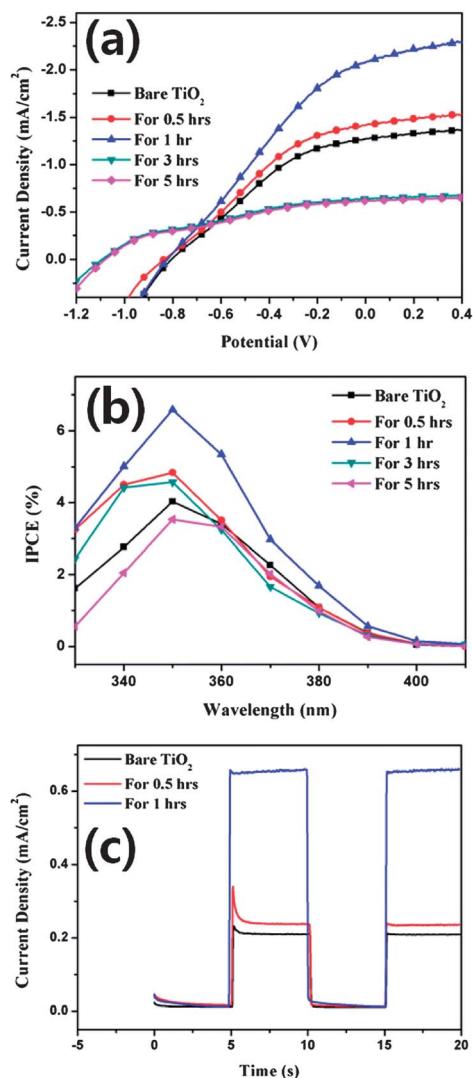 (a)
-2.5
-2.0
-1.5
-1.0
-0.5
0.0
Current Density (mA/cm²)
Bare TiO₂
For 0.5 hrs
For 1 hr
For 3 hrs
For 5 hrs
-1.2 -1.0 -0.8 -0.6 -0.4 -0.2 0.0 0.2 0.4
Potential (V)
(b)
6
4
2
0
IPCE (%)
Bare TiO₂
For 0.5 hrs
For 1 hr
For 3 hrs
For 5 hrs
340 360 380 400
Wavelength (nm)
Bare TiO₂
For 0.5 hrs
For 1 hrs
(c)
0.6
0.4
0.2
0.0
Current Density (mA/cm²)
-5 0 5 10 15 20
Time (s)